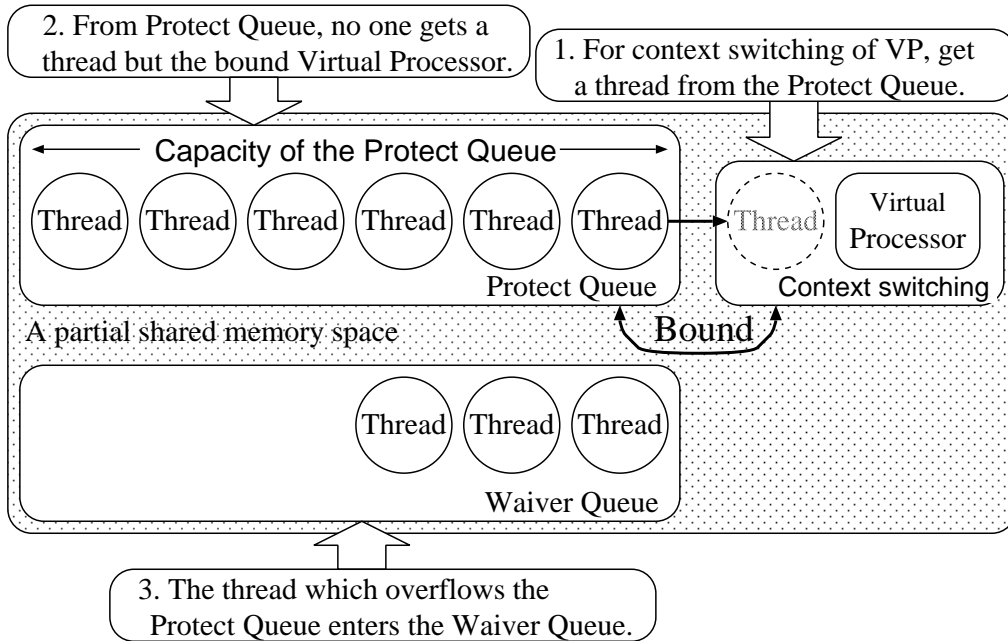 2. From Protect Queue, no one gets a
thread but the bound Virtual Processor.
1. For context switching of VP, get
a thread from the Protect Queue.
Capacity of the Protect Queue
Thread Thread Thread Thread Thread Thread
Protect Queue
Thread
Virtual
Processor
Context switching
Bound
A partial shared memory space
Thread Thread Thread
Waiver Queue
3. The thread which overflows the
Protect Queue enters the Waiver Queue.